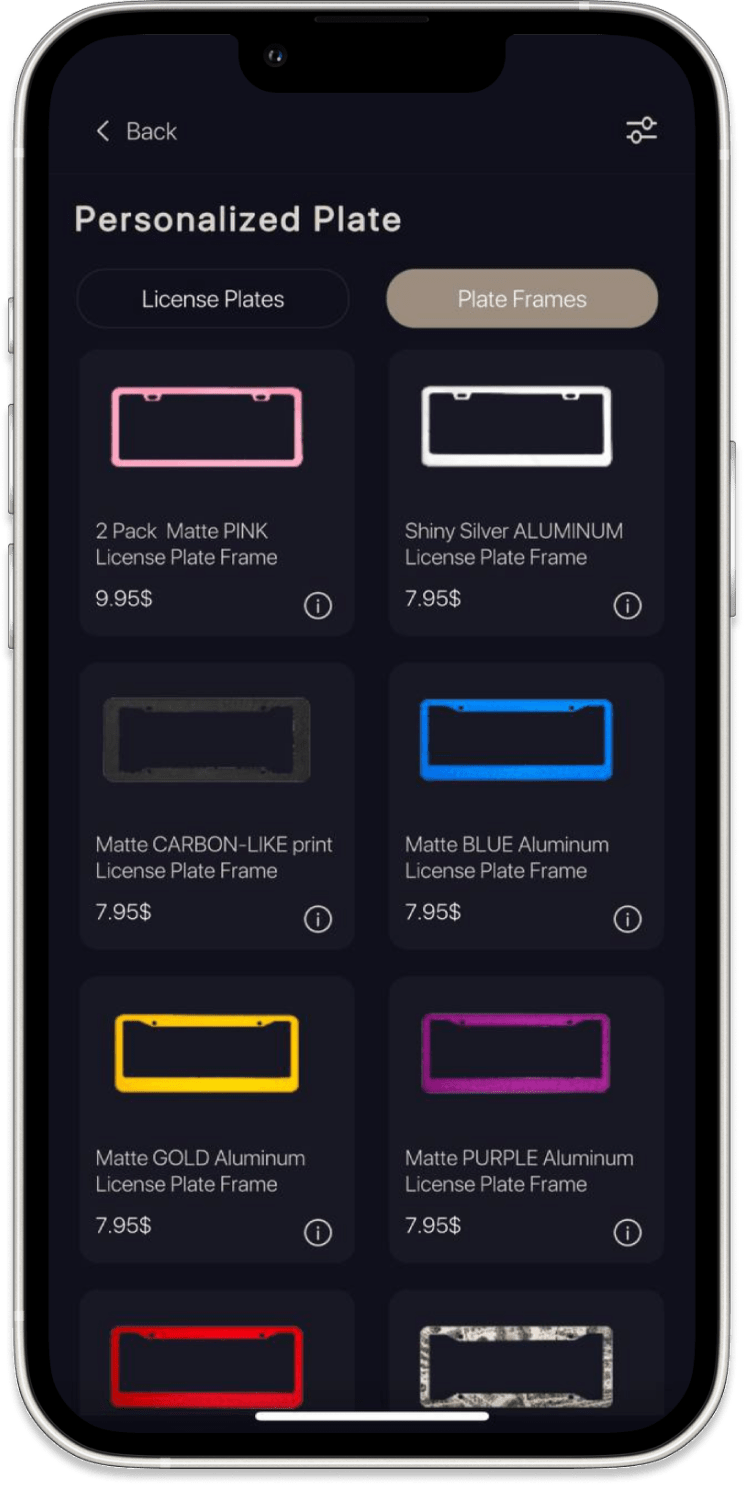 Back
Personalized Plate
License Plates
Plate Frames
2 Pack  Matte PINK
License Plate Frame
9.95$
Shiny Silver ALUMINUM
License Plate Frame
7.95$
Matte CARBON-LIKE print
License Plate Frame
7.95$
Matte BLUE Aluminum
License Plate Frame
7.95$
Matte GOLD Aluminum
License Plate Frame
7.95$
Matte PURPLE Aluminum
License Plate Frame
7.95$